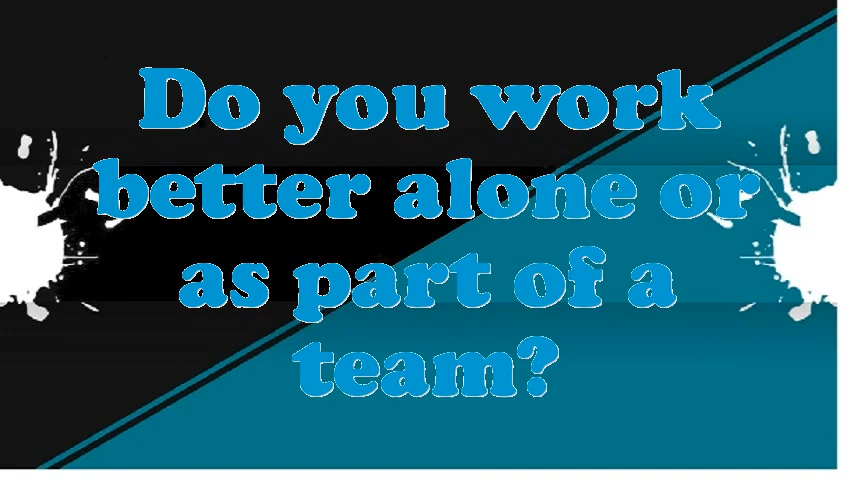 Do you work
better alone or
as part of a
team?